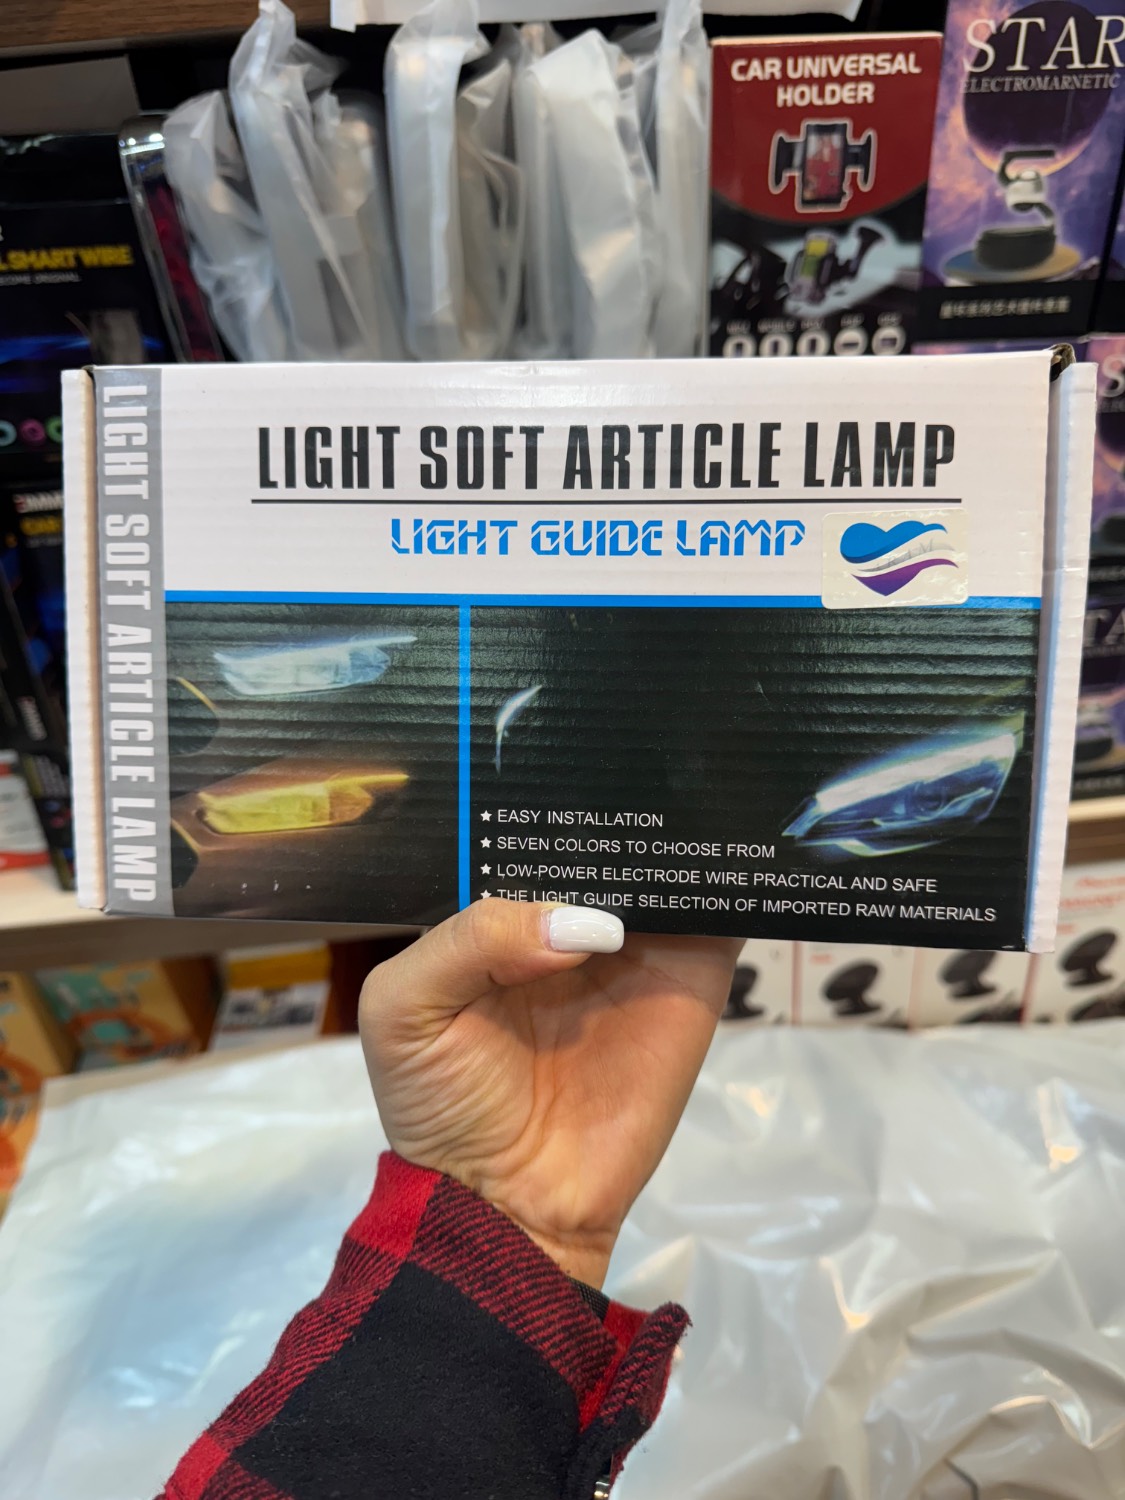 CAR UNIVERSAL
HOLDER
STAR
ELECTROMARNETIC
SMART WIRE
LIGHT SOFT ARTICLE LAMP
LIGHT SOFT ARTICLE LAMP
LIGHT GUIDE LAMP
★ EASY INSTALLATION
★ SEVEN COLORS TO CHOOSE FROM
★ LOW-POWER ELECTRODE WIRE PRACTICAL AND SAFE
★ THE LIGHT GUIDE SELECTION OF IMPORTED RAW MATERIALS